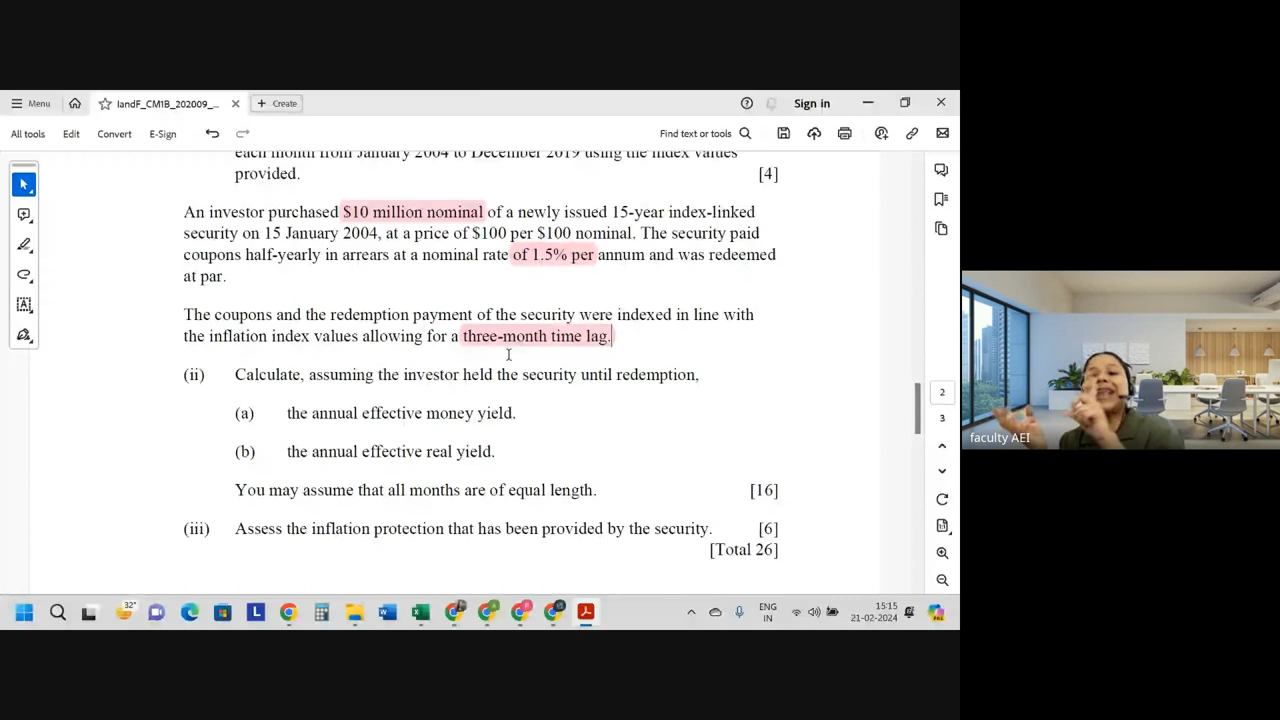 Menu
IandF_CM1B_202009_...
Create
Sign in
All tools
Edit
Convert
E-Sign
Find text or tools
each month from January 2004 to December 2019 using the index values
provided. [4]
An investor purchased $10 million nominal of a newly issued 15-year index-linked
security on 15 January 2004, at a price of $100 per $100 nominal. The security paid
coupons half-yearly in arrears at a nominal rate of 1.5% per annum and was redeemed
at par.
The coupons and the redemption payment of the security were indexed in line with
the inflation index values allowing for a three-month time lag.
(ii) Calculate, assuming the investor held the security until redemption,
(a) the annual effective money yield.
(b) the annual effective real yield.
You may assume that all months are of equal length. [16]
(iii) Assess the inflation protection that has been provided by the security. [6]
[Total 26]
2
3
faculty AEI
32°
L
ENG
IN
15:15
21-02-2024